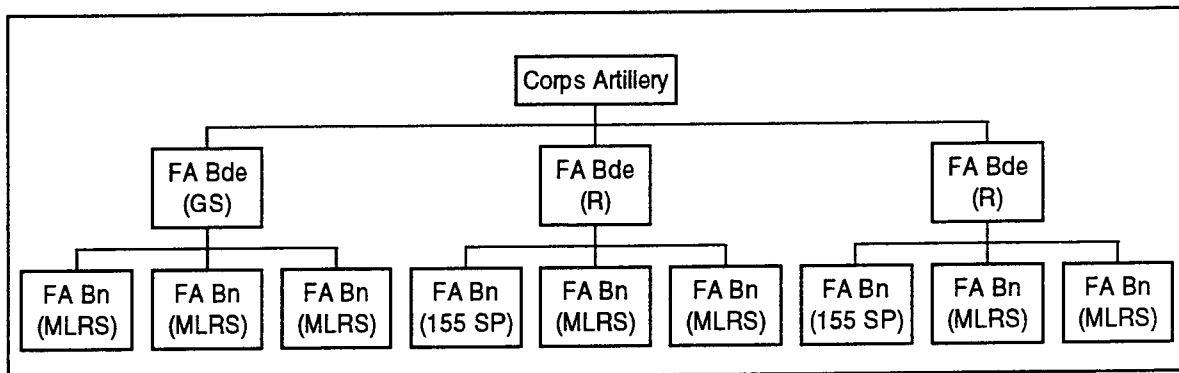 Corps Artillery
FA Bde
(GS)
FA Bde
(R)
FA Bde
(R)
FA Bn
(MLRS)
FA Bn
(MLRS)
FA Bn
(MLRS)
FA Bn
(155 SP)
FA Bn
(MLRS)
FA Bn
(MLRS)
FA Bn
(155 SP)
FA Bn
(MLRS)
FA Bn
(MLRS)